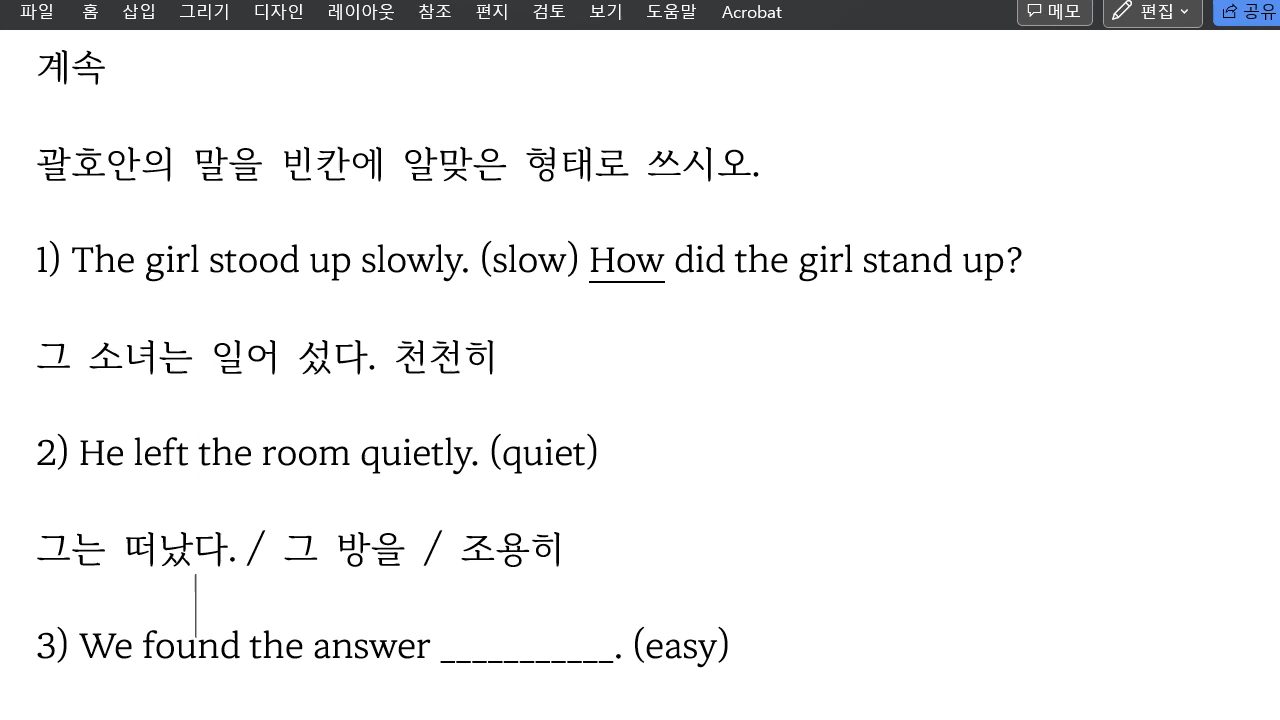 파일 홈 삽입 그리기 디자인 레이아웃 참조 편지 검토 보기 도움말 Acrobat 메모 편집 공유
계속
괄호안의 말을 빈칸에 알맞은 형태로 쓰시오.
1) The girl stood up slowly. (slow) How did the girl stand up?
그 소녀는 일어 섰다. 천천히
2) He left the room quietly. (quiet)
그는 떠났다. / 그 방을 / 조용히
3) We found the answer ___________. (easy)